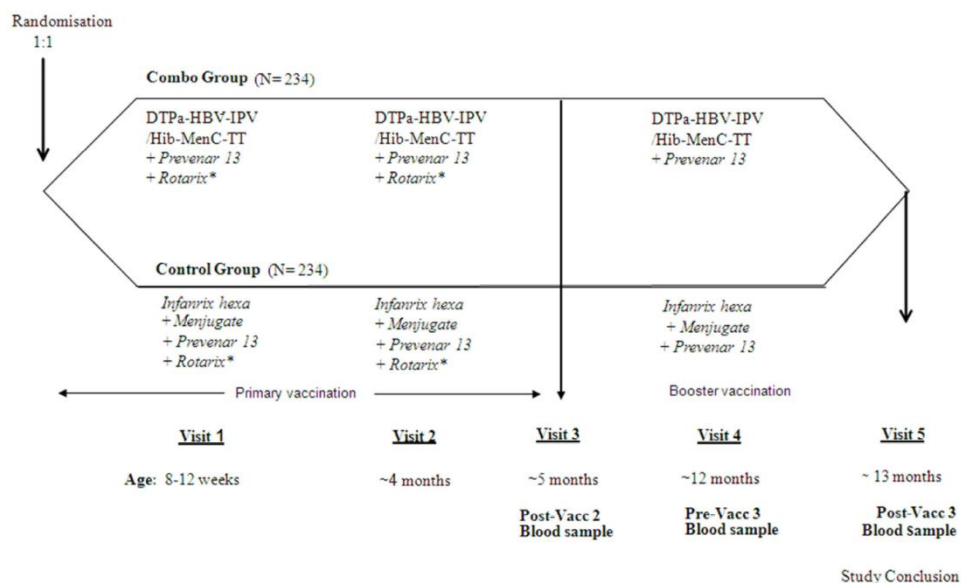 Randomisation
1:1
Combo Group (N= 234)
DTPa-HBV-IPV
/Hib-MenC-TT
+ Prevenar 13
+ Rotarix*
DTPa-HBV-IPV
/Hib-MenC-TT
+ Prevenar 13
+ Rotarix*
DTPa-HBV-IPV
/Hib-MenC-TT
+ Prevenar 13
Control Group (N= 234)
Infanrix hexa
+ Menjugate
+ Prevenar 13
+ Rotarix*
Infanrix hexa
+ Menjugate
+ Prevenar 13
+ Rotarix*
Infanrix hexa
+ Menjugate
+ Prevenar 13
Primary vaccination
Booster vaccination
Visit 1
Visit 2
Visit 3
Visit 4
Visit 5
Age: 8-12 weeks
~4 months
~5 months
~12 months
~ 13 months
Post-Vacc 2
Blood sample
Pre-Vacc 3
Blood sample
Post-Vacc 3
Blood sample
Study Conclusion